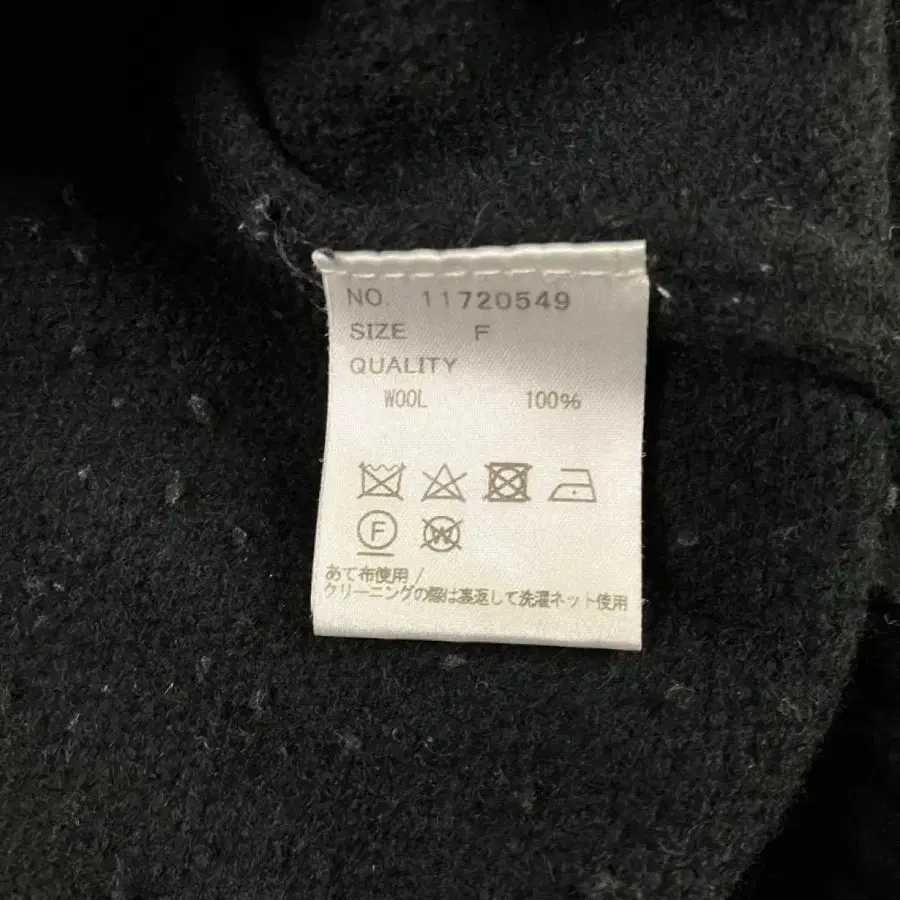 NO. 11720549
SIZE F
QUALITY
WOOL 100%
F
W
あて布使用/
クリーニングの際は裏返して洗濯ネット使用